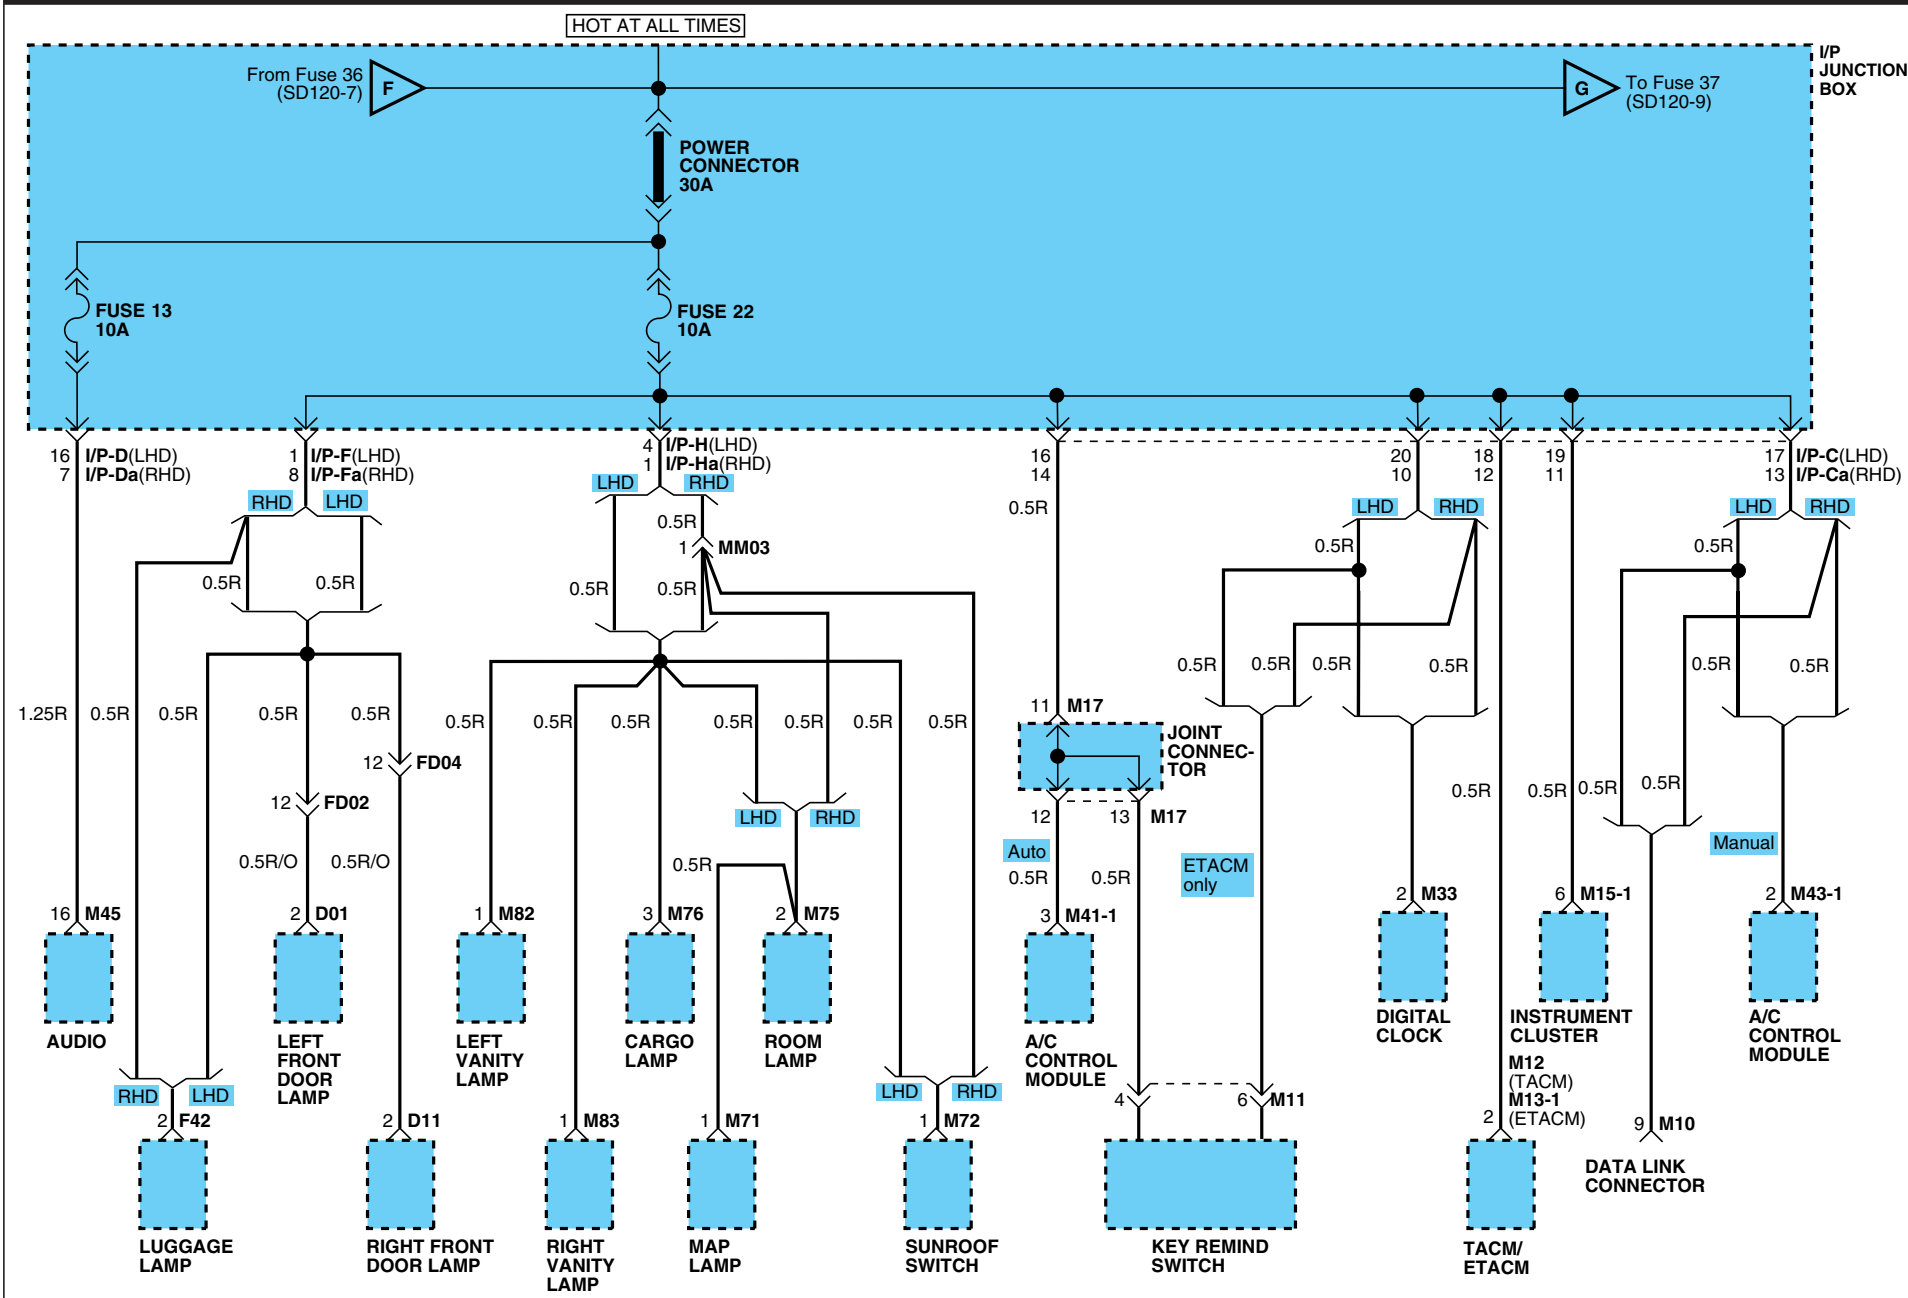 HOT AT ALL TIMES
I/P
JUNCTION
BOX
From Fuse 36
(SD120-7)
F
G
To Fuse 37
(SD120-9)
POWER
CONNECTOR
30A
FUSE 13
10A
FUSE 22
10A
16 I/P-D(LHD)
7 I/P-Da(RHD)
1 I/P-F(LHD)
8 I/P-Fa(RHD)
4 I/P-H(LHD)
1 I/P-Ha(RHD)
16
14
20
10
18
12
19
11
17 I/P-C(LHD)
13 I/P-Ca(RHD)
RHD LHD
LHD RHD
LHD RHD
LHD RHD
0.5R
0.5R
0.5R
0.5R
1 MM03
0.5R 0.5R
0.5R 0.5R
0.5R 0.5R 0.5R 0.5R
0.5R 0.5R
1.25R 0.5R 0.5R 0.5R 0.5R
0.5R 0.5R 0.5R 0.5R 0.5R 0.5R
11 M17
JOINT
CONNEC-
TOR
12 FD04
12 FD02
0.5R 0.5R 0.5R 0.5R
LHD RHD
12 13 M17
Auto
ETACM
only
Manual
0.5R/O 0.5R/O
0.5R
0.5R 0.5R
16 M45
2 D01
1 M82
3 M76
2 M75
3 M41-1
2 M33
6 M15-1
2 M43-1
AUDIO
LEFT
FRONT
DOOR
LAMP
LEFT
VANITY
LAMP
CARGO
LAMP
ROOM
LAMP
A/C
CONTROL
MODULE
DIGITAL
CLOCK
INSTRUMENT
CLUSTER
A/C
CONTROL
MODULE
M12
(TACM)
M13-1
(ETACM)
RHD LHD
LHD RHD
4 6 M11
2 F42
2 D11
1 M83
1 M71
1 M72
2
9 M10
DATA LINK
CONNECTOR
LUGGAGE
LAMP
RIGHT FRONT
DOOR LAMP
RIGHT
VANITY
LAMP
MAP
LAMP
SUNROOF
SWITCH
KEY REMIND
SWITCH
TACM/
ETACM